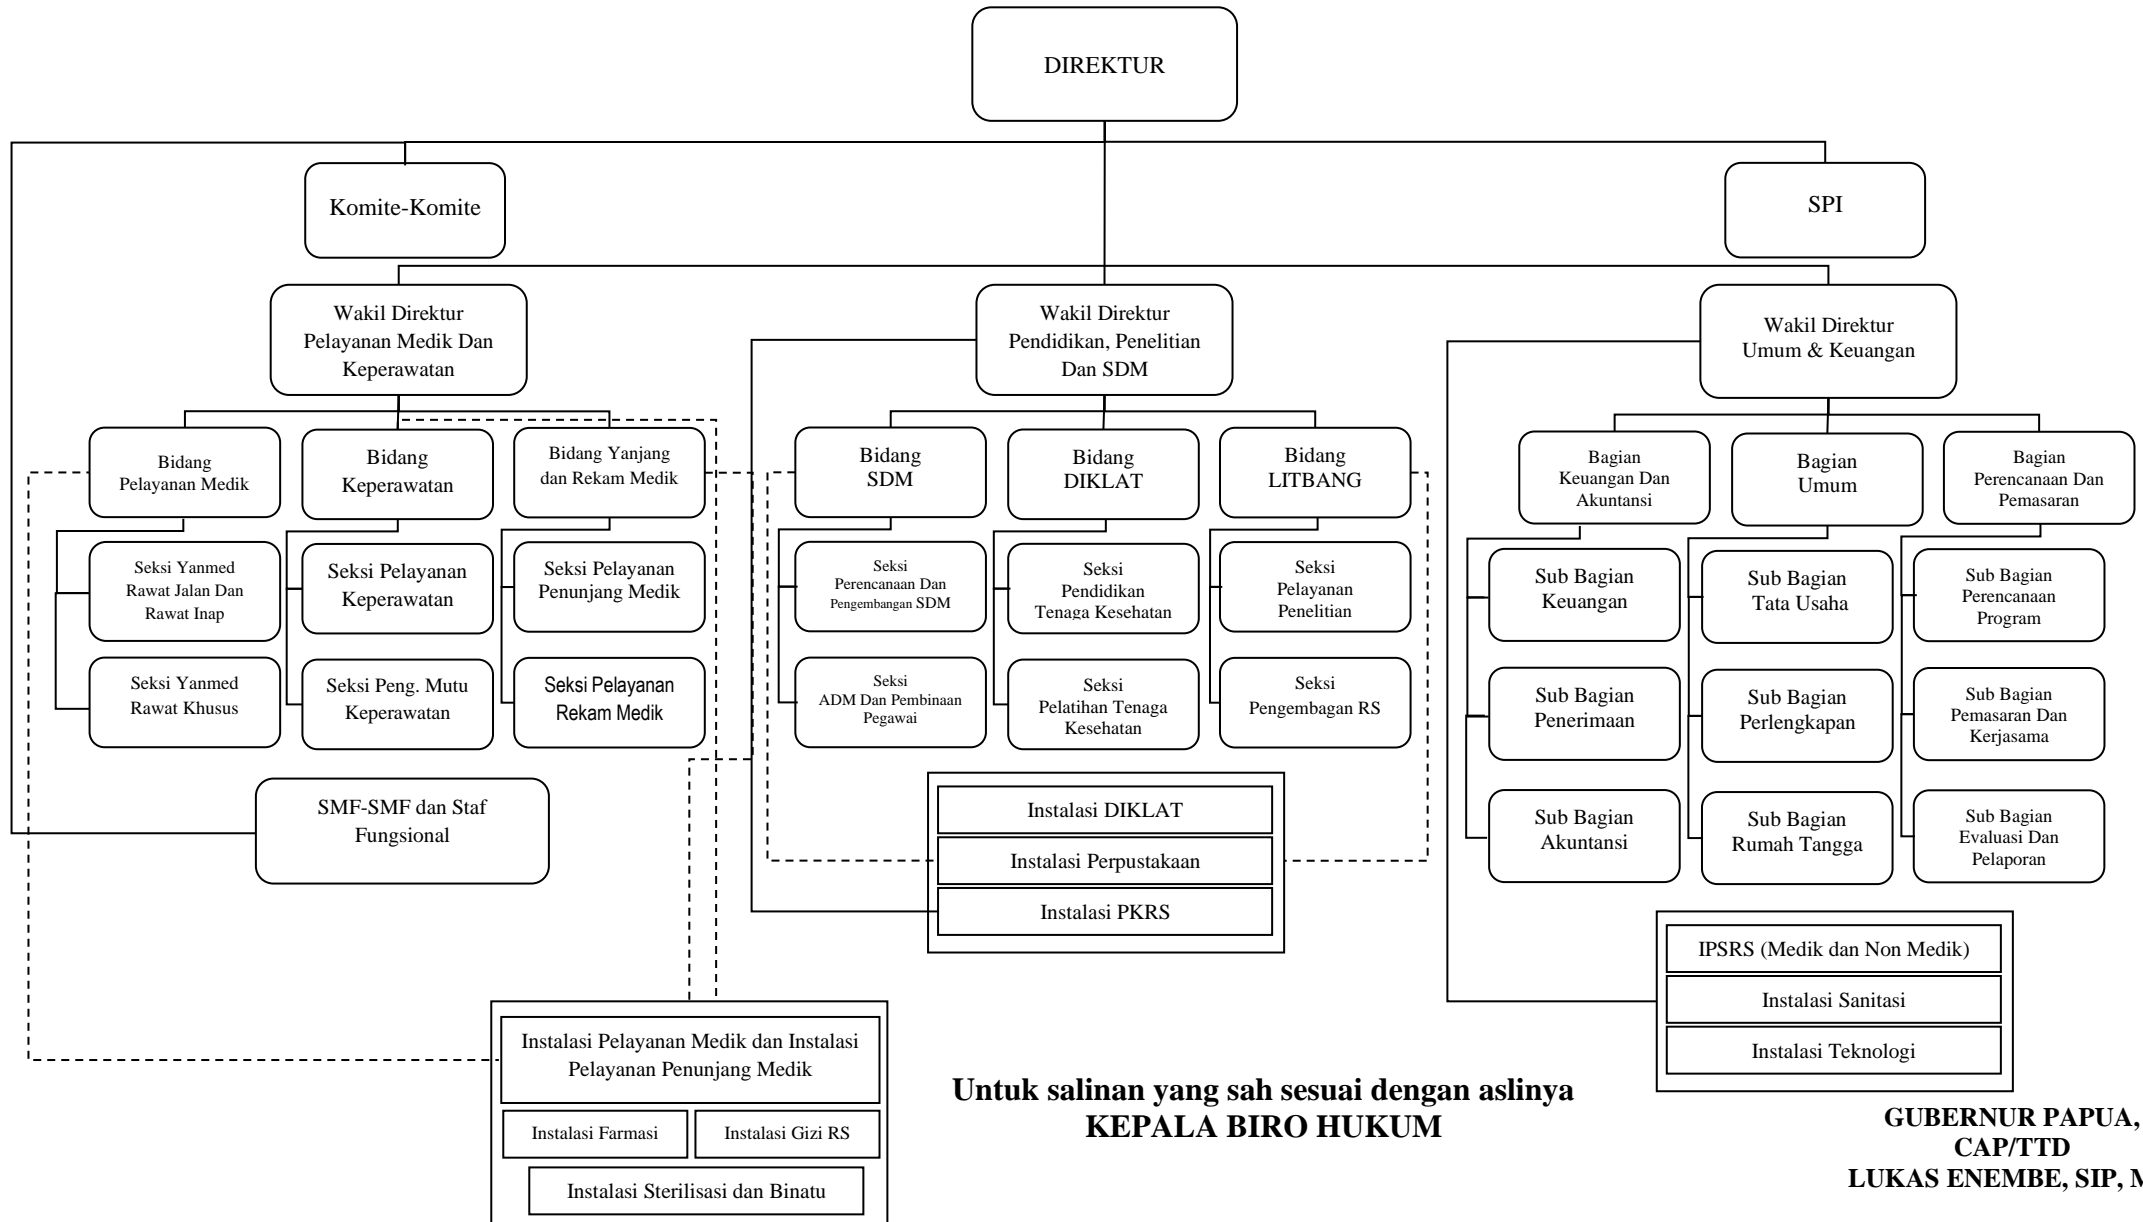 DIREKTUR
Komite-Komite
SPI
Wakil Direktur
Pelayanan Medik Dan
Keperawatan
Wakil Direktur
Pendidikan, Penelitian
Dan SDM
Wakil Direktur
Umum & Keuangan
Bidang
Pelayanan Medik
Bidang
Keperawatan
Bidang Yanjang
dan Rekam Medik
Bidang
SDM
Bidang
DIKLAT
Bidang
LITBANG
Bagian
Keuangan Dan
Akuntansi
Bagian
Umum
Bagian
Perencanaan Dan
Pemasaran
Seksi Yanmed
Rawat Jalan Dan
Rawat Inap
Seksi Pelayanan
Keperawatan
Seksi Pelayanan
Penunjang Medik
Seksi
Perencanaan Dan
Pengembangan SDM
Seksi
Pendidikan
Tenaga Kesehatan
Seksi
Pelayanan
Penelitian
Sub Bagian
Keuangan
Sub Bagian
Tata Usaha
Sub Bagian
Perencanaan
Program
Seksi Yanmed
Rawat Khusus
Seksi Peng. Mutu
Keperawatan
Seksi Pelayanan
Rekam Medik
Seksi
ADM Dan Pembinaan
Pegawai
Seksi
Pelatihan Tenaga
Kesehatan
Seksi
Pengembagan RS
Sub Bagian
Penerimaan
Sub Bagian
Perlengkapan
Sub Bagian
Pemasaran Dan
Kerjasama
SMF-SMF dan Staf
Fungsional
Instalasi DIKLAT
Instalasi Perpustakaan
Instalasi PKRS
Sub Bagian
Akuntansi
Sub Bagian
Rumah Tangga
Sub Bagian
Evaluasi Dan
Pelaporan
IPSRS (Medik dan Non Medik)
Instalasi Sanitasi
Instalasi Teknologi
Instalasi Pelayanan Medik dan Instalasi
Pelayanan Penunjang Medik
Instalasi Farmasi
Instalasi Gizi RS
Instalasi Sterilisasi dan Binatu
Untuk salinan yang sah sesuai dengan aslinya
KEPALA BIRO HUKUM
GUBERNUR PAPUA,
CAP/TTD
LUKAS ENEMBE, SIP,